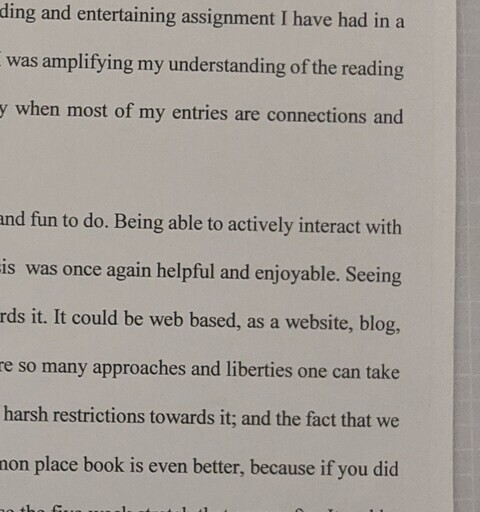 ding and entertaining assignment I have had in a
was amplifying my understanding of the reading
y when most of my entries are connections and
and fun to do. Being able to actively interact with
is was once again helpful and enjoyable. Seeing
rds it. It could be web based, as a website, blog,
re so many approaches and liberties one can take
harsh restrictions towards it; and the fact that we
mon place book is even better, because if you did